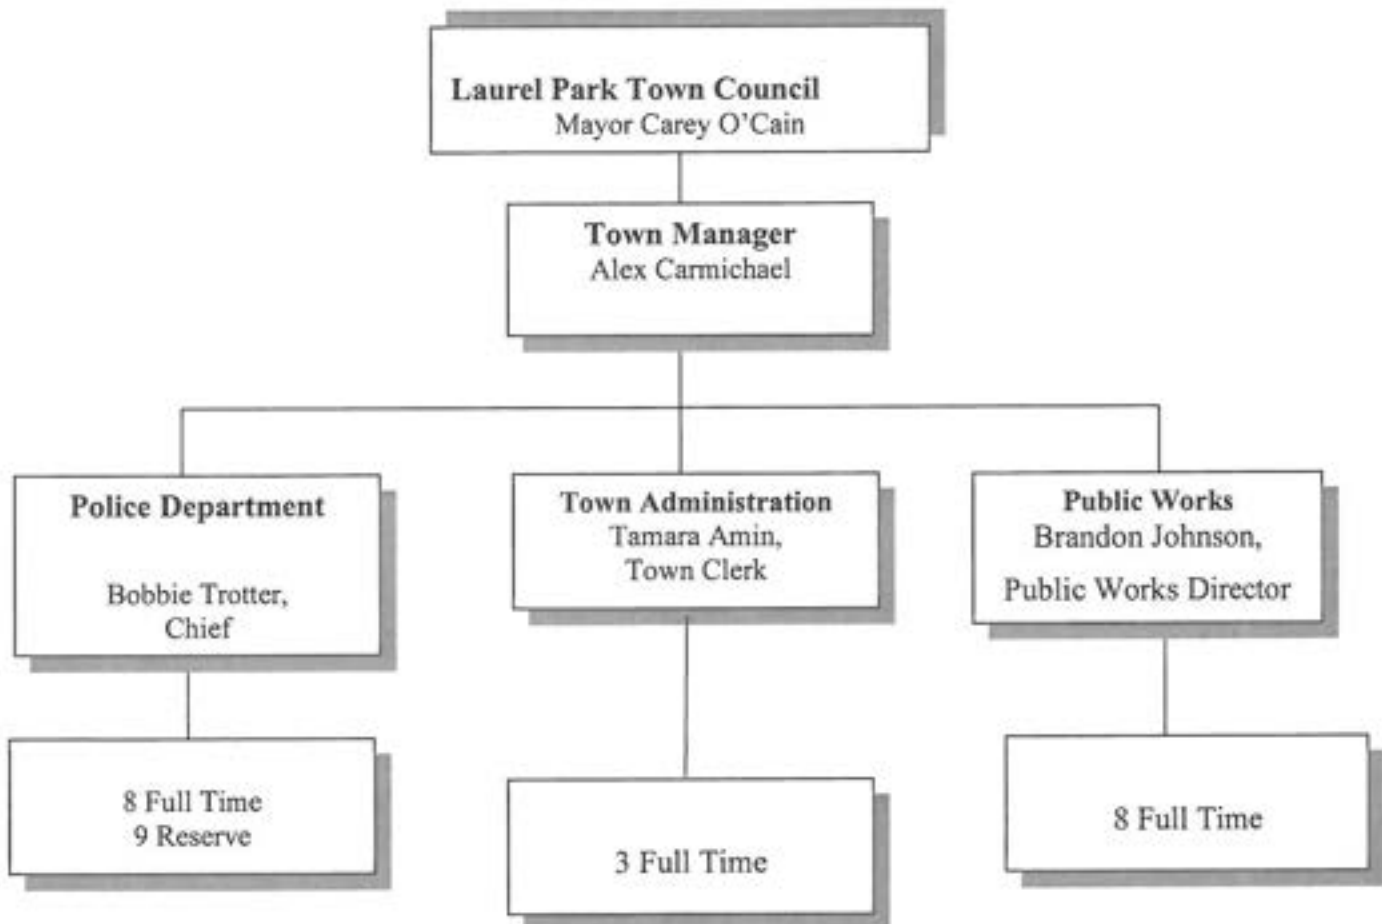 Laurel Park Town Council
Mayor Carey O'Cain
Town Manager
Alex Carmichael
Police Department
Bobbie Trotter,
Chief
Town Administration
Tamara Amin,
Town Clerk
Public Works
Brandon Johnson,
Public Works Director
8 Full Time
9 Reserve
3 Full Time
8 Full Time